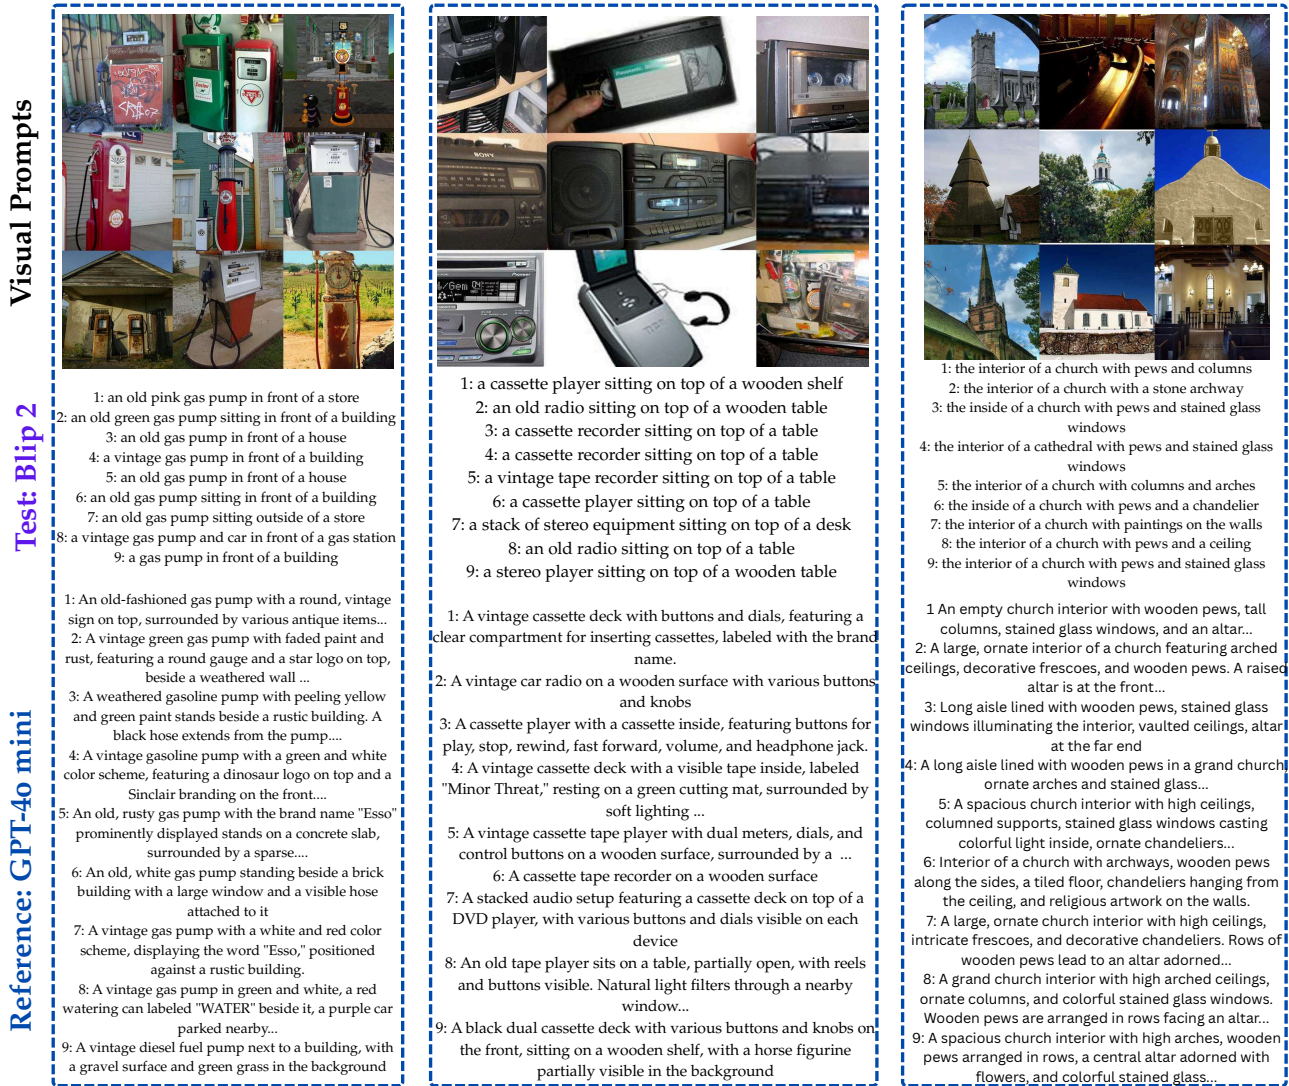 Visual Prompts
SONY
Pioneer
Test: Blip 2
1: an old pink gas pump in front of a store
2: an old green gas pump sitting in front of a building
3: an old gas pump in front of a house
4: a vintage gas pump in front of a building
5: an old gas pump in front of a house
6: an old gas pump sitting in front of a building
7: an old gas pump sitting outside of a store
8: a vintage gas pump and car in front of a gas station
9: a gas pump in front of a building
1: a cassette player sitting on top of a wooden shelf
2: an old radio sitting on top of a wooden table
3: a cassette recorder sitting on top of a table
4: a cassette recorder sitting on top of a table
5: a vintage tape recorder sitting on top of a table
6: a cassette player sitting on top of a table
7: a stack of stereo equipment sitting on top of a desk
8: an old radio sitting on top of a table
9: a stereo player sitting on top of a wooden table
1: the interior of a church with pews and columns
2: the interior of a church with a stone archway
3: the inside of a church with pews and stained glass
windows
4: the interior of a cathedral with pews and stained glass
windows
5: the interior of a church with columns and arches
6: the inside of a church with pews and a chandelier
7: the interior of a church with paintings on the walls
8: the interior of a church with pews and a ceiling
9: the interior of a church with pews and stained glass
windows
Reference: GPT-4o mini
1: An old-fashioned gas pump with a round, vintage
sign on top, surrounded by various antique items...
2: A vintage green gas pump with faded paint and
rust, featuring a round gauge and a star logo on top,
beside a weathered wall ...
3: A weathered gasoline pump with peeling yellow
and green paint stands beside a rustic building. A
black hose extends from the pump....
4: A vintage gasoline pump with a green and white
color scheme, featuring a dinosaur logo on top and a
Sinclair branding on the front....
5: An old, rusty gas pump with the brand name "Esso"
prominently displayed stands on a concrete slab,
surrounded by a sparse....
6: An old, white gas pump standing beside a brick
building with a large window and a visible hose
attached to it
7: A vintage gas pump with a white and red color
scheme, displaying the word "Esso," positioned
against a rustic building.
8: A vintage gas pump in green and white, a red
watering can labeled "WATER" beside it, a purple car
parked nearby...
9: A vintage diesel fuel pump next to a building, with
a gravel surface and green grass in the background
1: A vintage cassette deck with buttons and dials, featuring a
clear compartment for inserting cassettes, labeled with the brand
name.
2: A vintage car radio on a wooden surface with various buttons
and knobs
3: A cassette player with a cassette inside, featuring buttons for
play, stop, rewind, fast forward, volume, and headphone jack.
4: A vintage cassette deck with a visible tape inside, labeled
"Minor Threat," resting on a green cutting mat, surrounded by
soft lighting ...
5: A vintage cassette tape player with dual meters, dials, and
control buttons on a wooden surface, surrounded by a ...
6: A cassette tape recorder on a wooden surface
7: A stacked audio setup featuring a cassette deck on top of a
DVD player, with various buttons and dials visible on each
device
8: An old tape player sits on a table, partially open, with reels
and buttons visible. Natural light filters through a nearby
window...
9: A black dual cassette deck with various buttons and knobs on
the front, sitting on a wooden shelf, with a horse figurine
partially visible in the background
1 An empty church interior with wooden pews, tall
columns, stained glass windows, and an altar...
2: A large, ornate interior of a church featuring arched
ceilings, decorative frescoes, and wooden pews. A raised
altar is at the front...
3: Long aisle lined with wooden pews, stained glass
windows illuminating the interior, vaulted ceilings, altar
at the far end
4: A long aisle lined with wooden pews in a grand church,
ornate arches and stained glass...
5: A spacious church interior with high ceilings,
columned supports, stained glass windows casting
colorful light inside, ornate chandeliers...
6: Interior of a church with archways, wooden pews
along the sides, a tiled floor, chandeliers hanging from
the ceiling, and religious artwork on the walls.
7: A large, ornate church interior with high ceilings,
intricate frescoes, and decorative chandeliers. Rows of
wooden pews lead to an altar adorned...
8: A grand church interior with high arched ceilings,
ornate columns, and colorful stained glass windows.
Wooden pews are arranged in rows facing an altar...
9: A spacious church interior with high arches, wooden
pews arranged in rows, a central altar adorned with
flowers, and colorful stained glass...